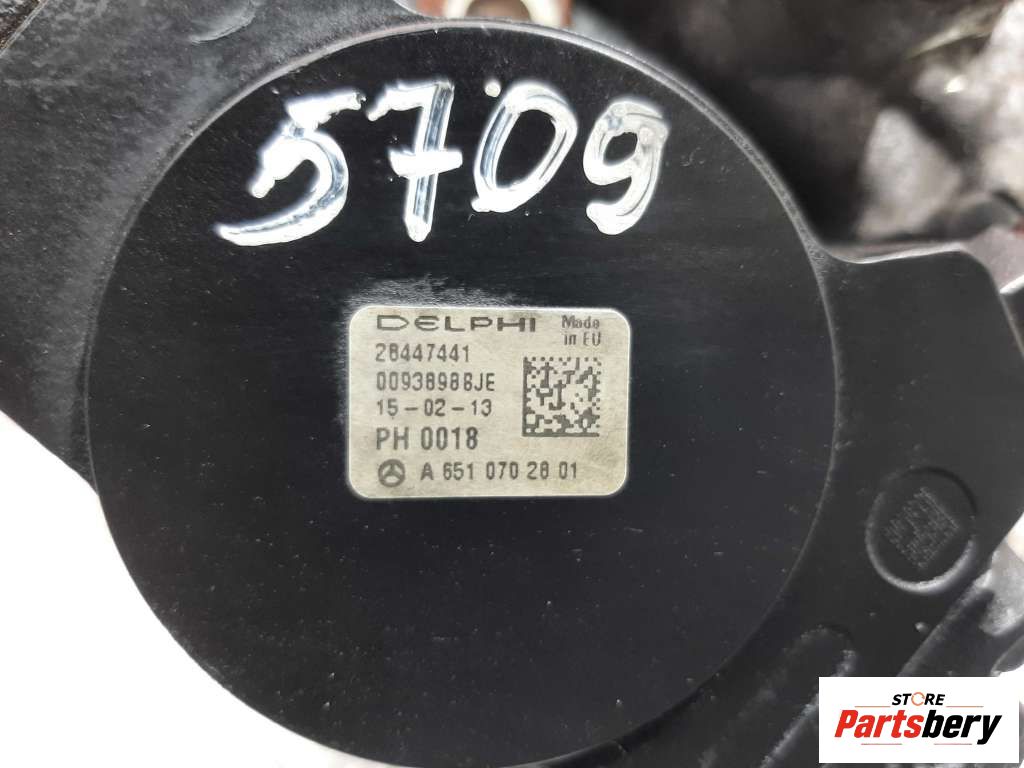 5709
DELPHI Made in EU
28447441
00938986JE
15-02-13
PH 0018
A 651 070 28 01
STORE
Partsbery